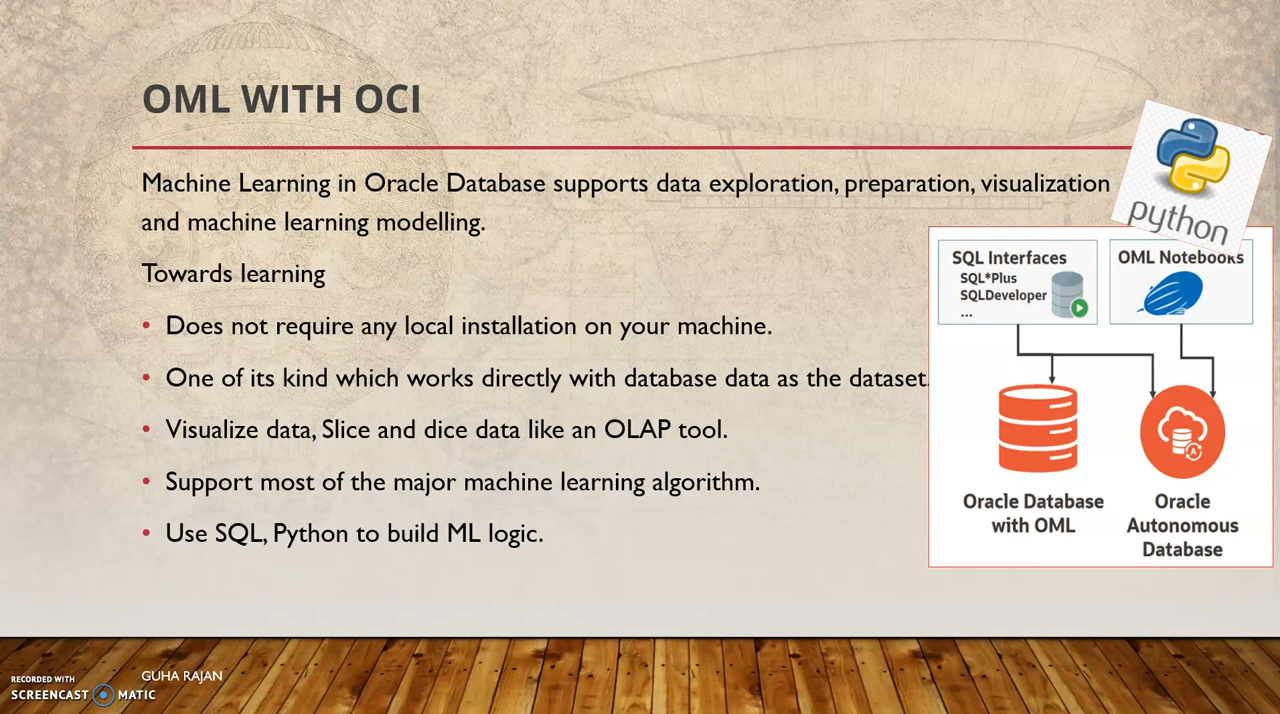 OML WITH OCI
Machine Learning in Oracle Database supports data exploration, preparation, visualization
and machine learning modelling.
Towards learning
• Does not require any local installation on your machine.
• One of its kind which works directly with database data as the dataset.
• Visualize data, Slice and dice data like an OLAP tool.
• Support most of the major machine learning algorithm.
• Use SQL, Python to build ML logic.
python
SQL Interfaces
SQL*Plus
SQLDeveloper
...
OML Notebooks
Oracle Database
with OML
Oracle
Autonomous
Database
A
GUHA RAJAN
RECORDED WITH
SCREENCAST MATIC